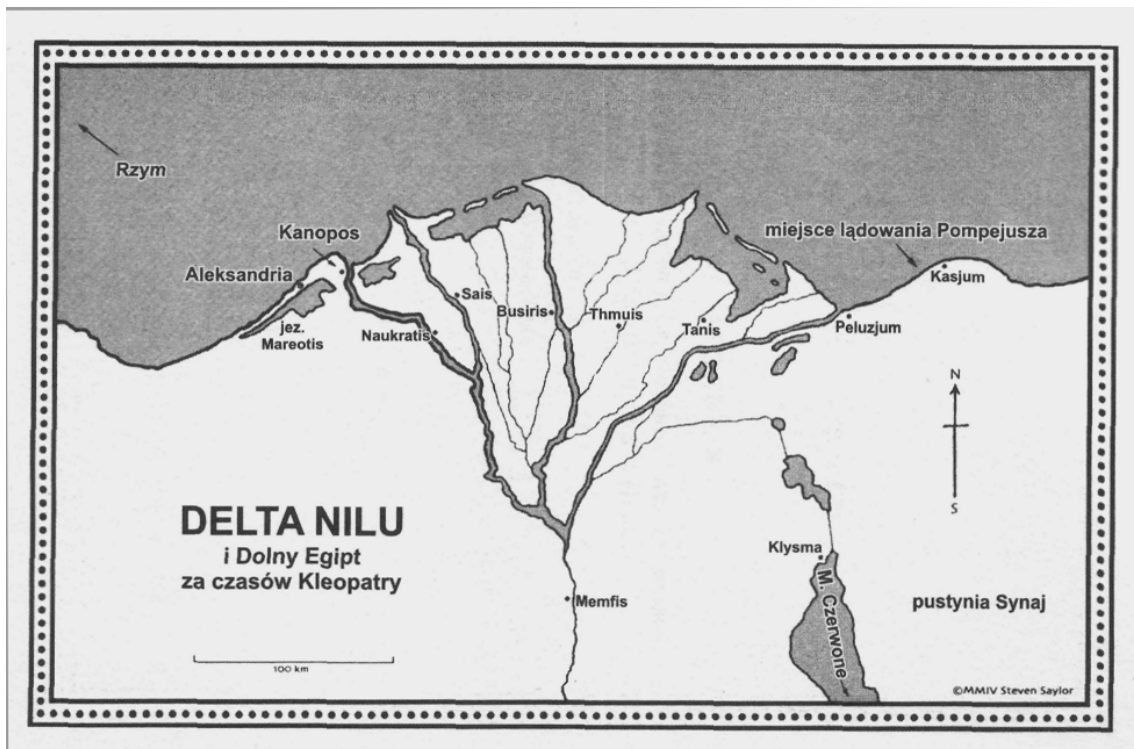 Rzym
Kanopos
miejsce lądowania Pompejusza
Aleksandria
Kasjum
Sais
jez.
Mareotis
Naukratis
Busiris
Thmuis
Tanis
Peluzjum
N
S
DELTA NILU
i Dolny Egipt
za czasów Kleopatry
100 km
Klysma
M. Czerwone
Memfis
pustynia Synaj
©MMIV Steven Saylor